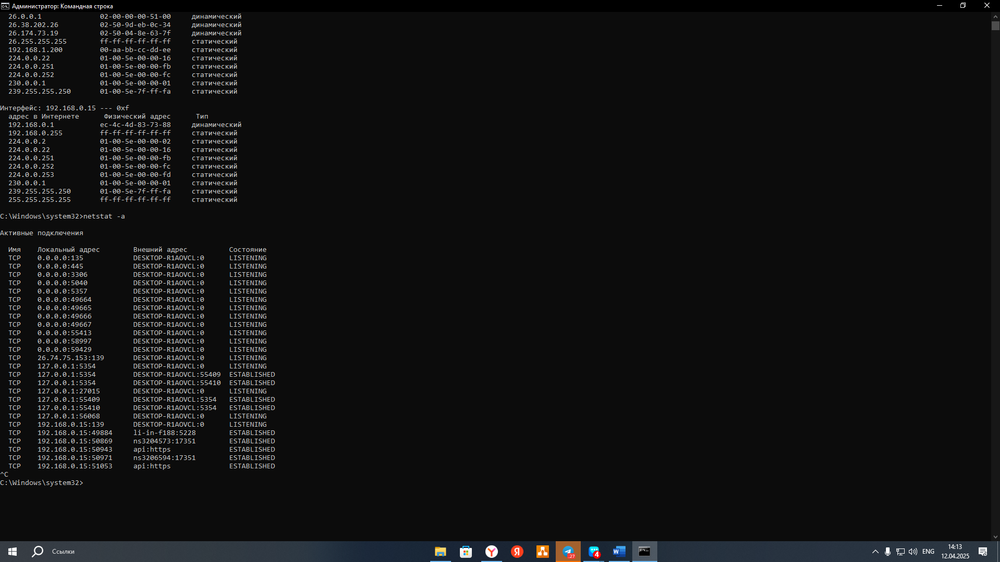 Администратор: Командная строка
26.0.0.1 02-00-00-00-51-00 динамический
26.38.202.26 02-50-9d-eb-0c-34 динамический
26.174.73.19 02-50-04-8e-63-7f динамический
26.255.255.255 ff-ff-ff-ff-ff-ff статический
192.168.1.200 00-aa-bb-cc-dd-ee статический
224.0.0.22 01-00-5e-00-00-16 статический
224.0.0.251 01-00-5e-00-00-fb статический
224.0.0.252 01-00-5e-00-00-fc статический
230.0.0.1 01-00-5e-00-00-01 статический
239.255.255.250 01-00-5e-7f-ff-fa статический
Интерфейс: 192.168.0.15 --- 0xf
адрес в Интернете Физический адрес Тип
192.168.0.1 ec-4c-4d-83-73-88 динамический
192.168.0.255 ff-ff-ff-ff-ff-ff статический
224.0.0.2 01-00-5e-00-00-02 статический
224.0.0.22 01-00-5e-00-00-16 статический
224.0.0.251 01-00-5e-00-00-fb статический
224.0.0.252 01-00-5e-00-00-fc статический
224.0.0.253 01-00-5e-00-00-fd статический
230.0.0.1 01-00-5e-00-00-01 статический
239.255.255.250 01-00-5e-7f-ff-fa статический
255.255.255.255 ff-ff-ff-ff-ff-ff статический
C:\Windows\system32>netstat -a
Активные подключения
Имя Локальный адрес Внешний адрес Состояние
TCP 0.0.0.0:135 DESKTOP-R1AOVCL:0 LISTENING
TCP 0.0.0.0:445 DESKTOP-R1AOVCL:0 LISTENING
TCP 0.0.0.0:3306 DESKTOP-R1AOVCL:0 LISTENING
TCP 0.0.0.0:5040 DESKTOP-R1AOVCL:0 LISTENING
TCP 0.0.0.0:5357 DESKTOP-R1AOVCL:0 LISTENING
TCP 0.0.0.0:49664 DESKTOP-R1AOVCL:0 LISTENING
TCP 0.0.0.0:49665 DESKTOP-R1AOVCL:0 LISTENING
TCP 0.0.0.0:49666 DESKTOP-R1AOVCL:0 LISTENING
TCP 0.0.0.0:49667 DESKTOP-R1AOVCL:0 LISTENING
TCP 0.0.0.0:55413 DESKTOP-R1AOVCL:0 LISTENING
TCP 0.0.0.0:58997 DESKTOP-R1AOVCL:0 LISTENING
TCP 0.0.0.0:59429 DESKTOP-R1AOVCL:0 LISTENING
TCP 26.74.75.153:139 DESKTOP-R1AOVCL:0 LISTENING
TCP 127.0.0.1:5354 DESKTOP-R1AOVCL:0 LISTENING
TCP 127.0.0.1:5354 DESKTOP-R1AOVCL:55409 ESTABLISHED
TCP 127.0.0.1:5354 DESKTOP-R1AOVCL:55410 ESTABLISHED
TCP 127.0.0.1:27015 DESKTOP-R1AOVCL:0 LISTENING
TCP 127.0.0.1:55409 DESKTOP-R1AOVCL:5354 ESTABLISHED
TCP 127.0.0.1:55410 DESKTOP-R1AOVCL:5354 ESTABLISHED
TCP 127.0.0.1:56068 DESKTOP-R1AOVCL:0 LISTENING
TCP 192.168.0.15:139 DESKTOP-R1AOVCL:0 LISTENING
TCP 192.168.0.15:49884 li-in-f188:5228 ESTABLISHED
TCP 192.168.0.15:50869 ns3204573:17351 ESTABLISHED
TCP 192.168.0.15:50943 api:https ESTABLISHED
TCP 192.168.0.15:50971 ns3206594:17351 ESTABLISHED
TCP 192.168.0.15:51053 api:https ESTABLISHED
^C
C:\Windows\system32>
Ссылки
27
4
ENG
14:13
12.04.2025